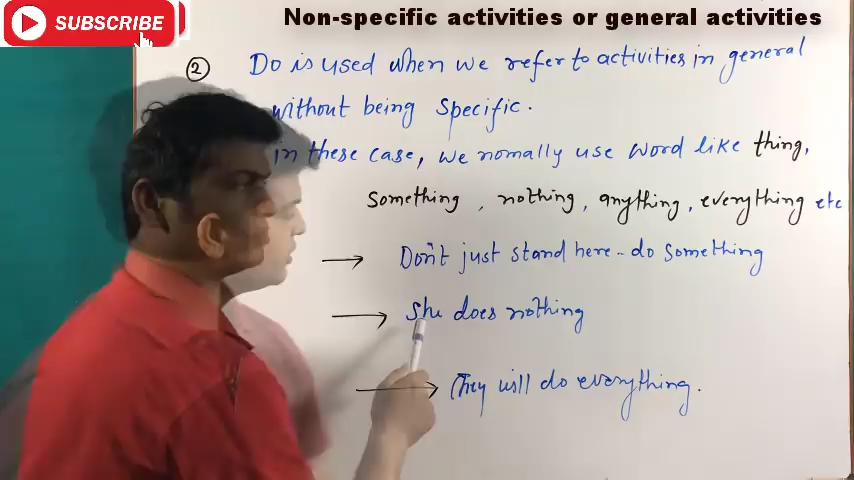 SUBSCRIBE
Non-specific activities or general activities
2 Do is used when we refer to activities in general
without being specific.
in these case, we nomally use word like thing,
something, nothing, anything, everything etc
→ Don't just stand here - do something
→ She does nothing
→ They will do everything.